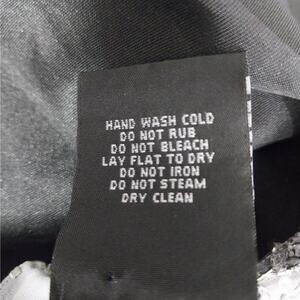 HAND WASH COLD
DO NOT RUB
DO NOT BLEACH
LAY FLAT TO DRY
DO NOT IRON
DO NOT STEAM
DRY CLEAN